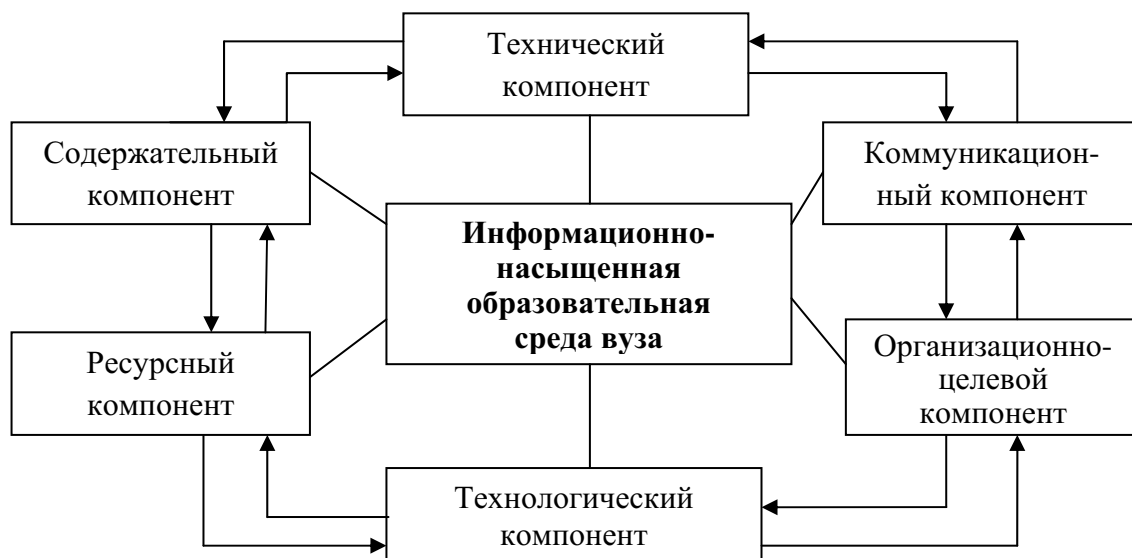 Технический
компонент
Содержательный
компонент
Коммуникацион-
ный компонент
Информационно-
насыщенная
образовательная
среда вуза
Ресурсный
компонент
Организационно-
целевой
компонент
Технологический
компонент